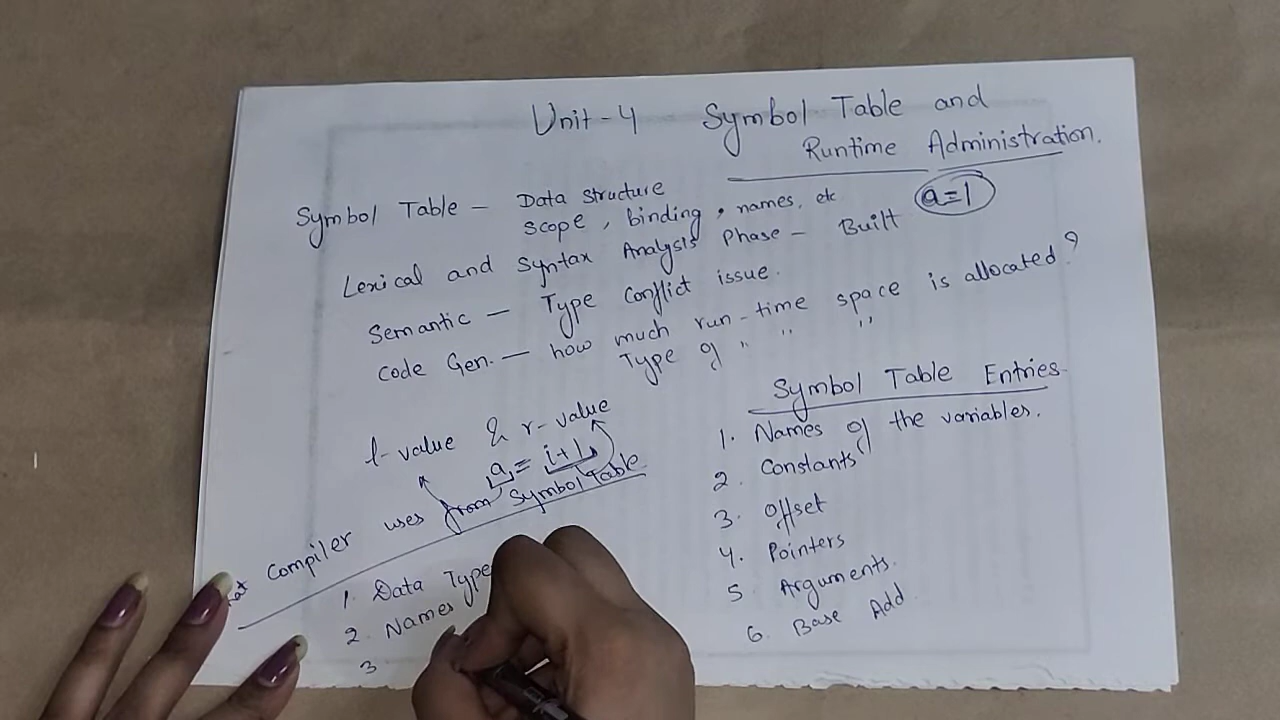 Unit-4 Symbol Table and
Runtime Administration.
Symbol Table - Data Structure
scope, binding, names, etc
a=1
Lexical and Syntax Analysis Phase - Built
Semantic - Type Conflict issue.
Code Gen. - how much run-time space is allocated?
Type of " " "
l-value & r-value
a = i+1
Compiler uses from Symbol Table
1. Data Type
2. Names
3
Symbol Table Entries
1. Names of the variables.
2. Constants
3. Offset
4. Pointers
5 Arguments.
6. Base Add